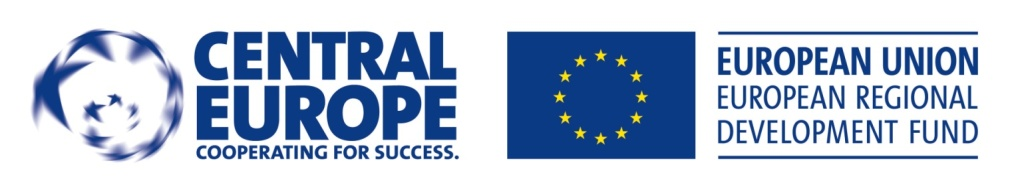 CENTRAL
EUROPE
COOPERATING FOR SUCCESS.
EUROPEAN UNION
EUROPEAN REGIONAL
DEVELOPMENT FUND